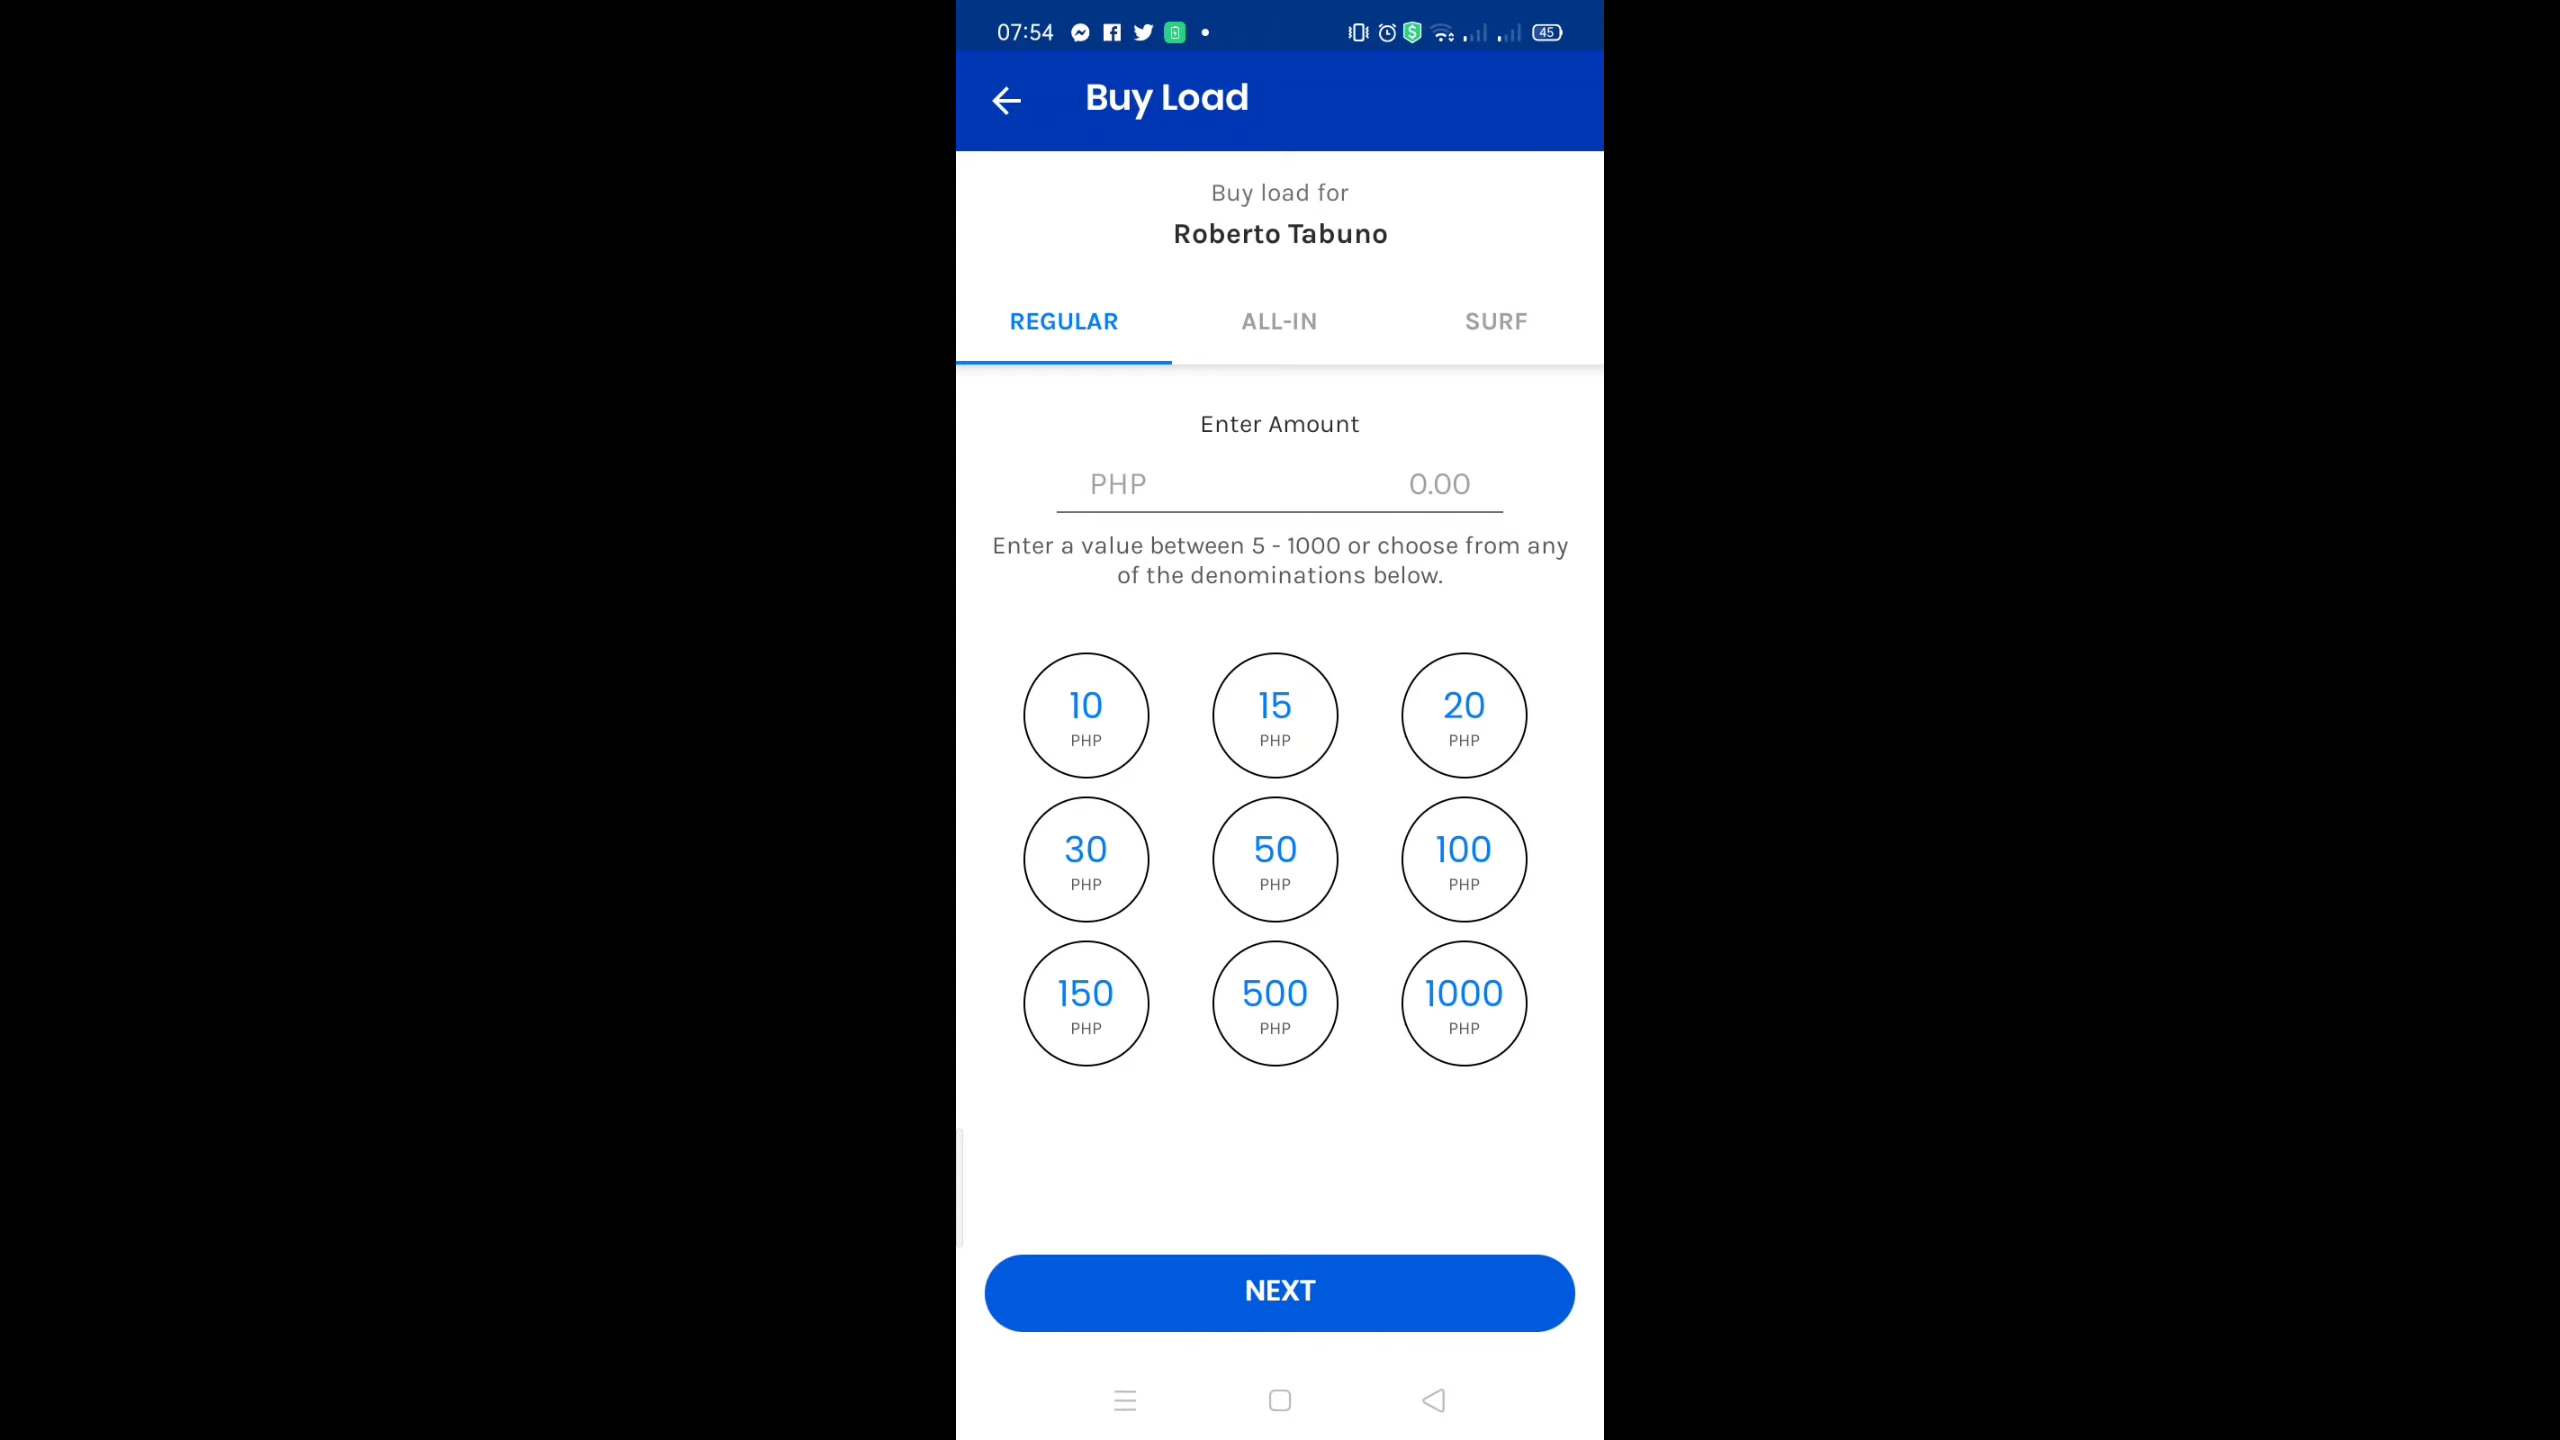 07:54
45
Buy Load
Buy load for
Roberto Tabuno
REGULAR ALL-IN SURF
Enter Amount
PHP 0.00
Enter a value between 5 - 1000 or choose from any
of the denominations below.
10 15 20
PHP PHP PHP
30 50 100
PHP PHP PHP
150 500 1000
PHP PHP PHP
NEXT